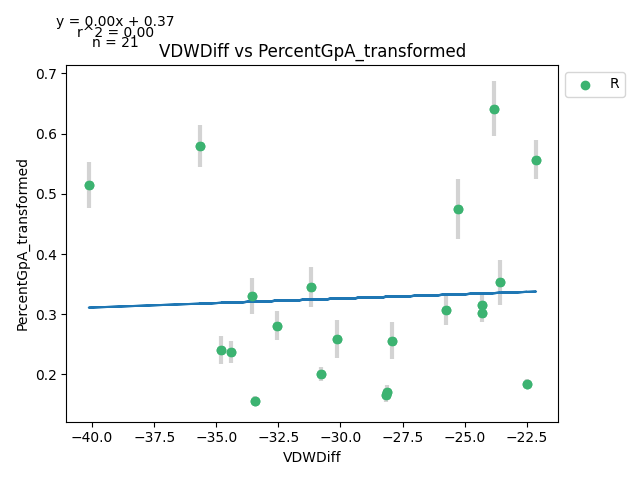 y = 0.00x + 0.37
r^2 = 0.00
n = 21
VDWDiff vs PercentGpA_transformed
R
PercentGpA_transformed
0.7
0.6
0.5
0.4
0.3
0.2
−40.0 −37.5 −35.0 −32.5 −30.0 −27.5 −25.0 −22.5
VDWDiff